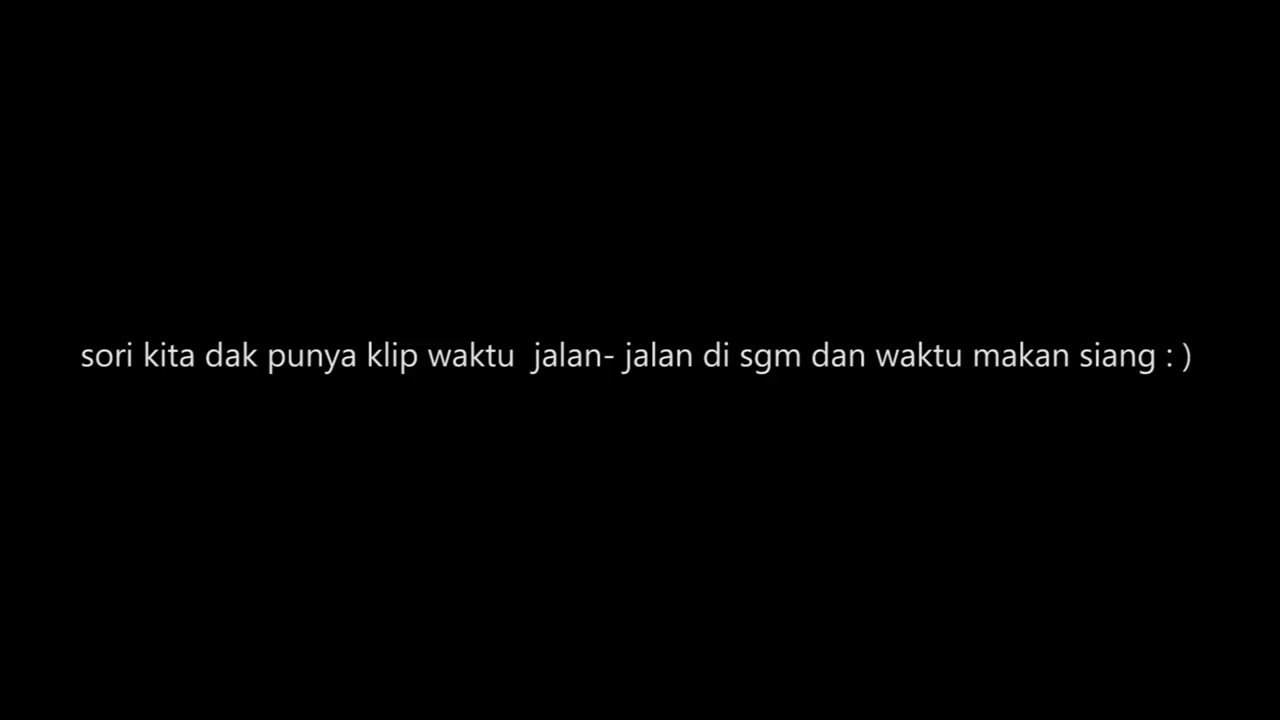 sori kita dak punya klip waktu  jalan- jalan di sgm dan waktu makan siang : )